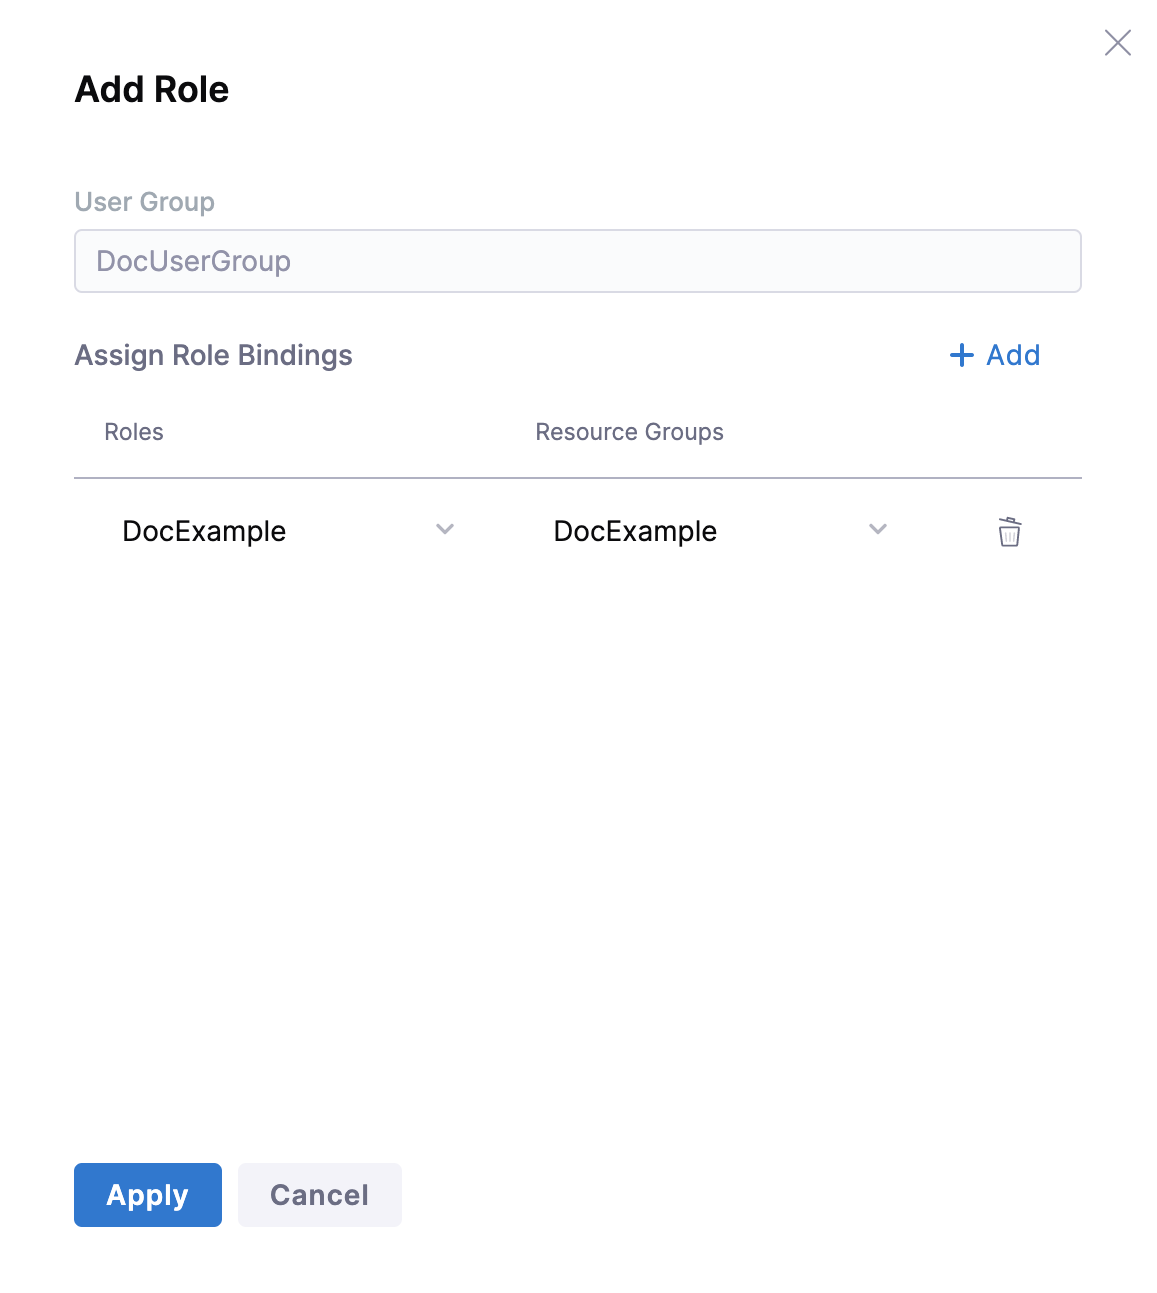 Add Role
User Group
DocUserGroup
Assign Role Bindings
Add
Roles Resource Groups
DocExample DocExample
Apply Cancel